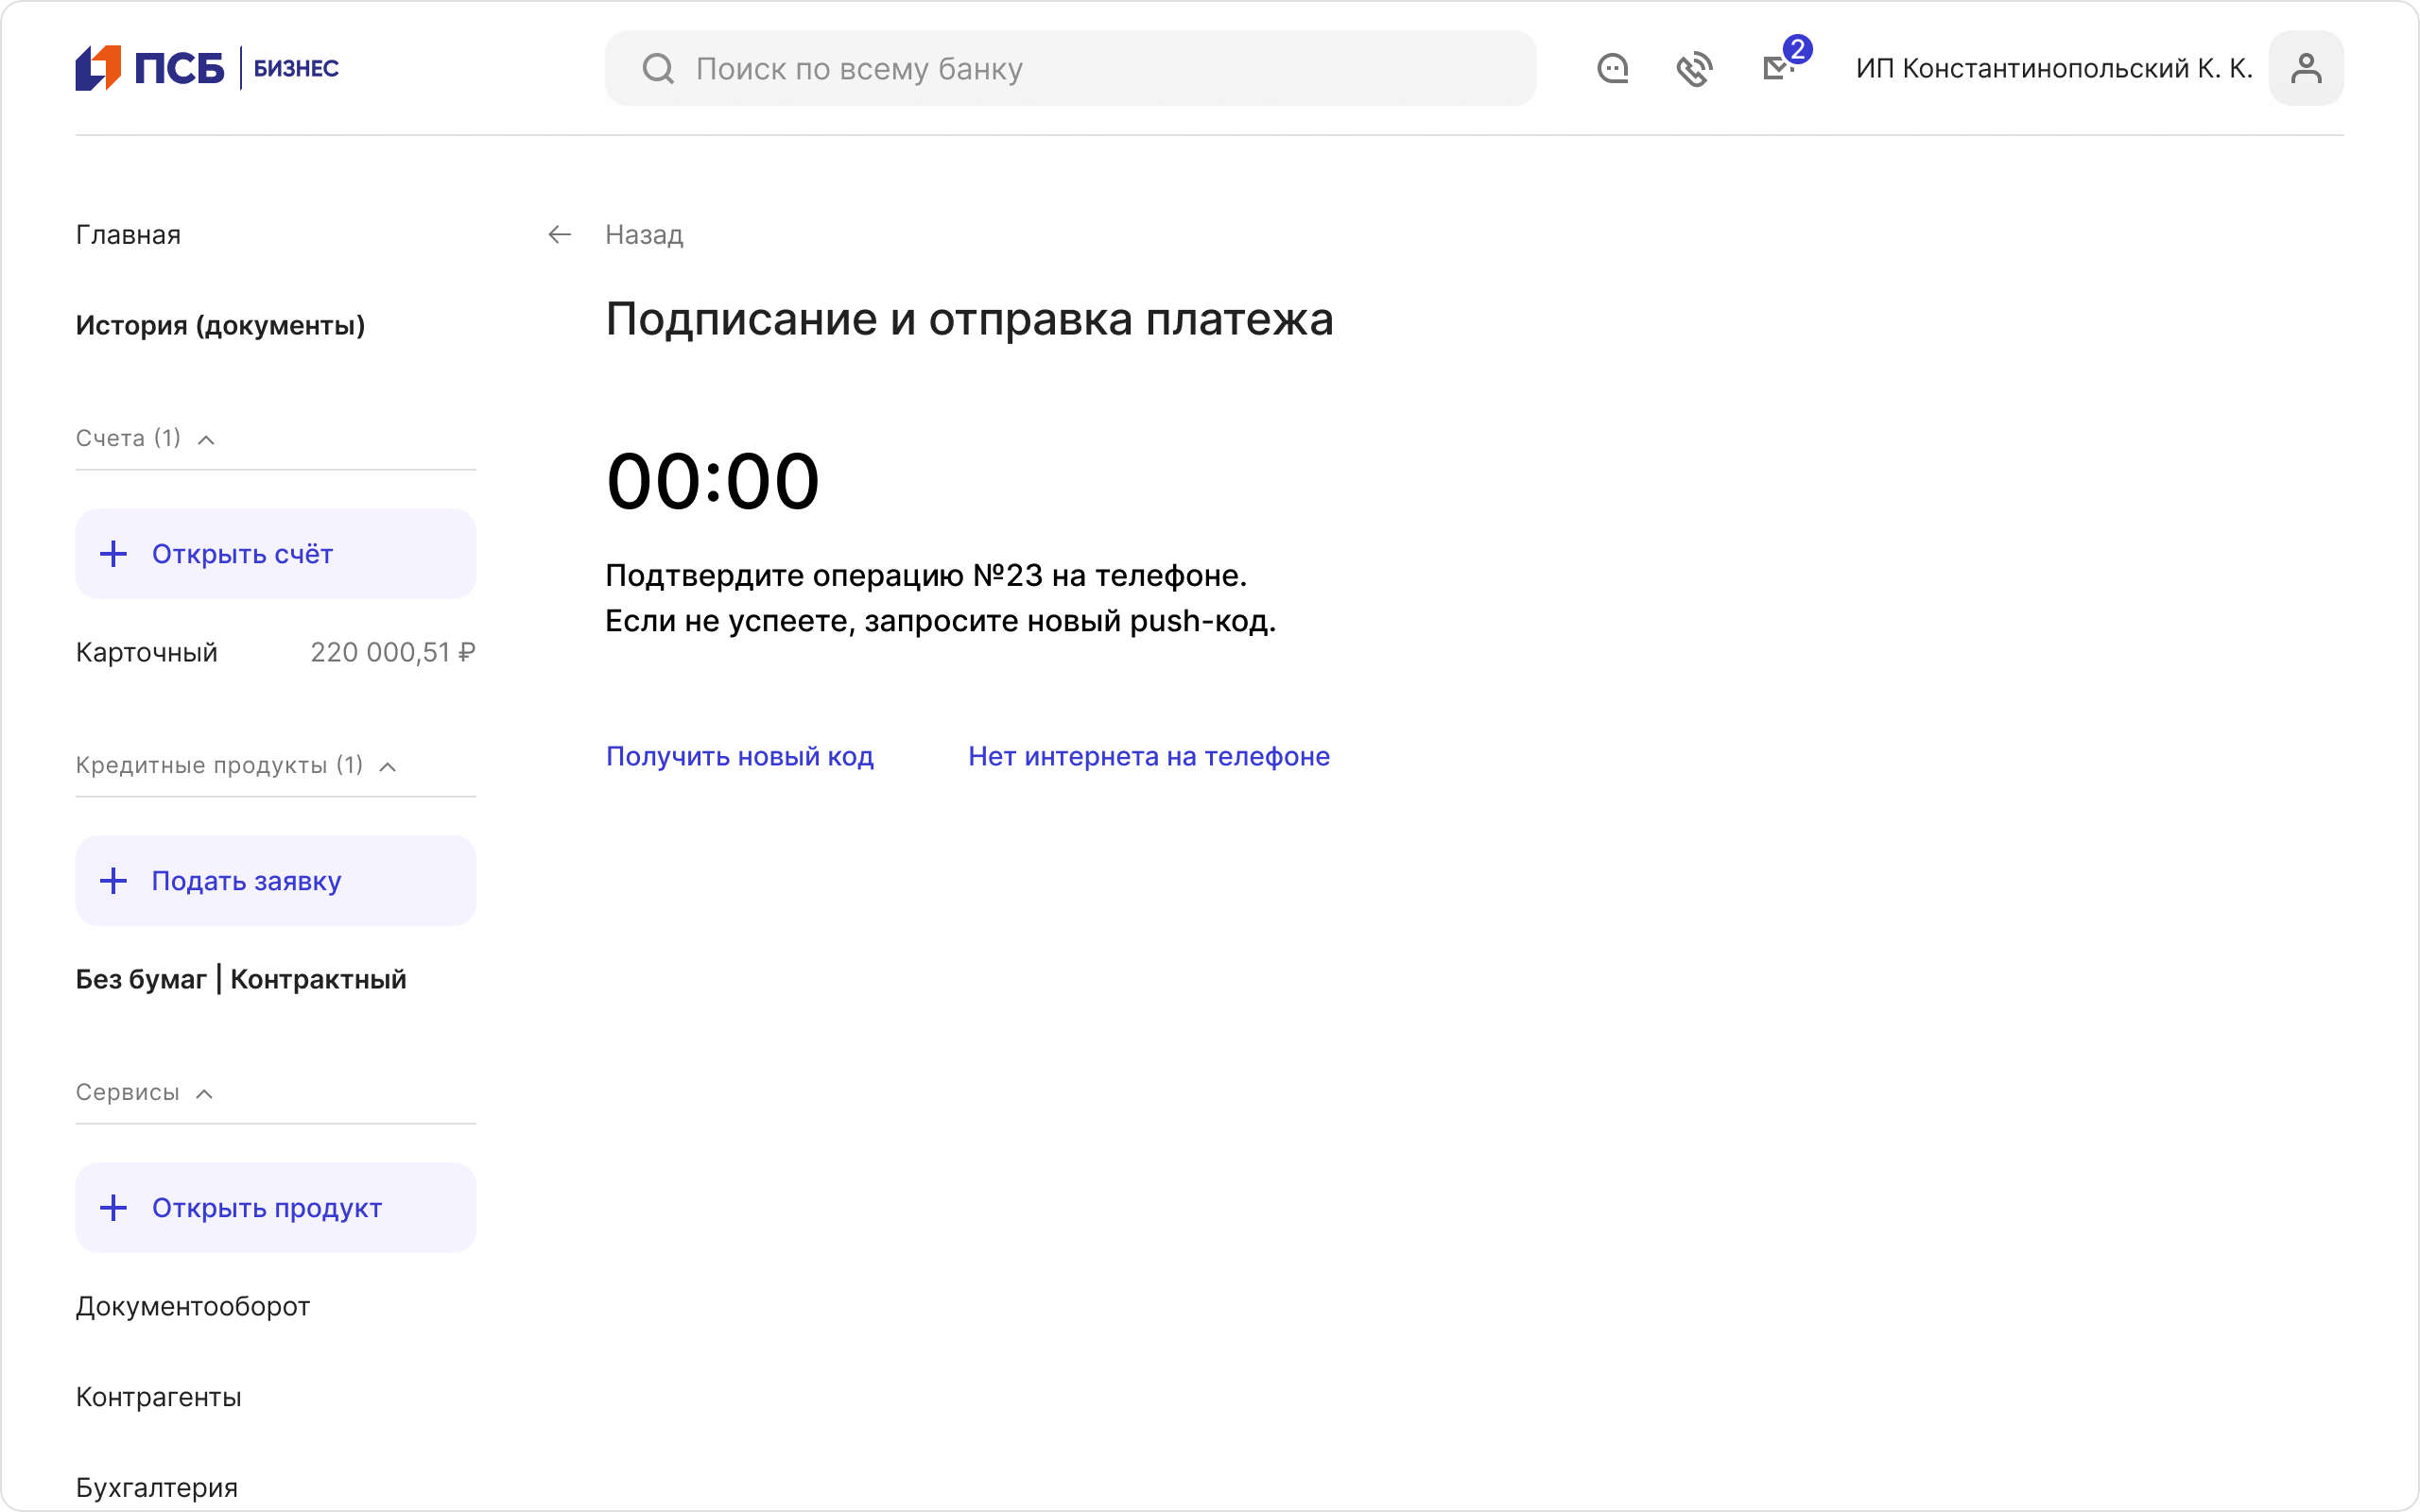 ПСБ БИЗНЕС
Поиск по всему банку
2
ИП Константинопольский К. К.
Главная
История (документы)
Счета (1)
Открыть счёт
Карточный 220 000,51 ₽
Кредитные продукты (1)
Подать заявку
Без бумаг | Контрактный
Сервисы
Открыть продукт
Документооборот
Контрагенты
Бухгалтерия
Назад
Подписание и отправка платежа
00:00
Подтвердите операцию №23 на телефоне.
Если не успеете, запросите новый push-код.
Получить новый код
Нет интернета на телефоне